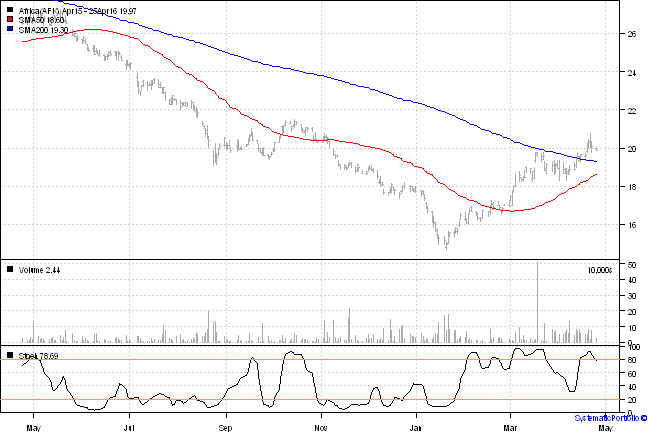 Africa(AFK) Apr15 - 25Apr16 19.97
SMA50 18.60
SMA200 19.30
26
24
22
20
18
16
Volume 2.44
10,000s
50
40
30
20
10
0
Stock 78.69
100
80
60
40
20
0
May Jul Sep Nov Jan Mar May
SystematicPortfolio ©